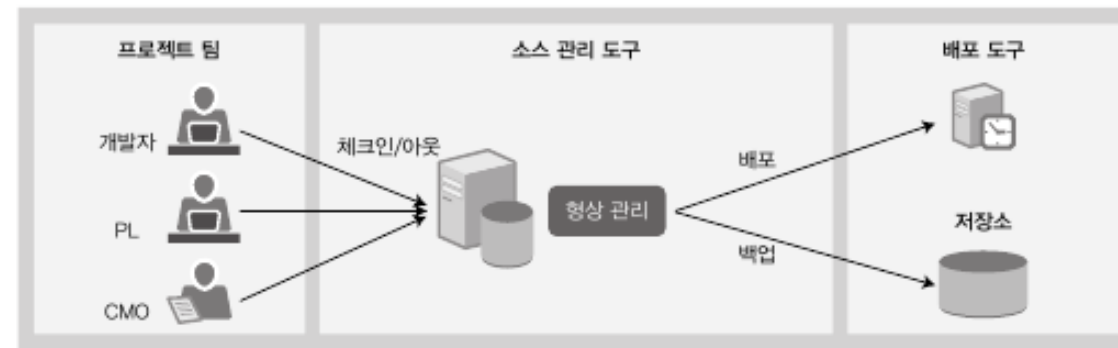 프로젝트 팀
개발자
PL
CMO
소스 관리 도구
체크인/아웃
형상 관리
배포
백업
배포 도구
저장소